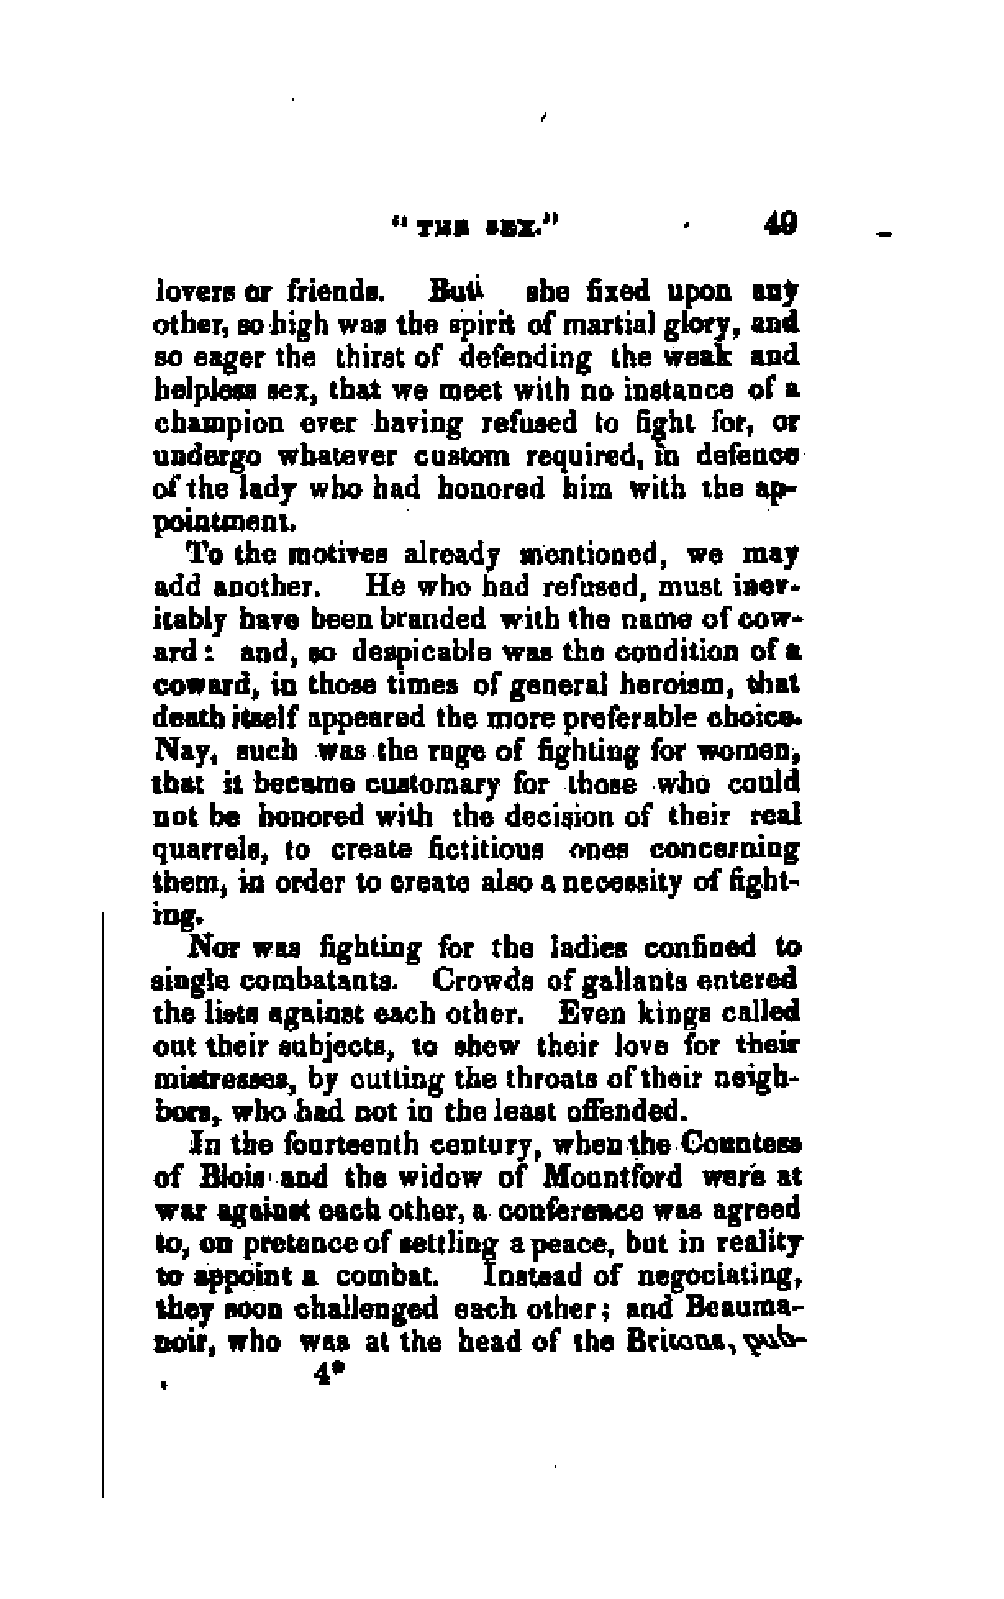 "THE SEX." 49
lovers or friends. But she fixed upon any
other, so high was the spirit of martial glory, and
so eager the thirst of defending the weak and
helpless sex, that we meet with no instance of a
champion ever having refused to fight for, or
undergo whatever custom required, in defence
of the lady who had honored him with the ap-
pointment.
To the motives already mentioned, we may
add another. He who had refused, must inev-
itably have been branded with the name of cow-
ard: and, so despicable was the condition of a
coward, in those times of general heroism, that
death itself appeared the more preferable choice.
Nay, such was the rage of fighting for women,
that it became customary for those who could
not be honored with the decision of their real
quarrels, to create fictitious ones concerning
them, in order to create also a necessity of fight-
ing.
Nor was fighting for the ladies confined to
single combatants. Crowds of gallants entered
the lists against each other. Even kings called
out their subjects, to shew their love for their
mistresses, by cutting the throats of their neigh-
bors, who had not in the least offended.
In the fourteenth century, when the Countess
of Blois and the widow of Mountford were at
war against each other, a conference was agreed
to, on pretence of settling a peace, but in reality
to appoint a combat. Instead of negociating,
they soon challenged each other; and Beauma-
noir, who was at the head of the Britons, pub-
4*